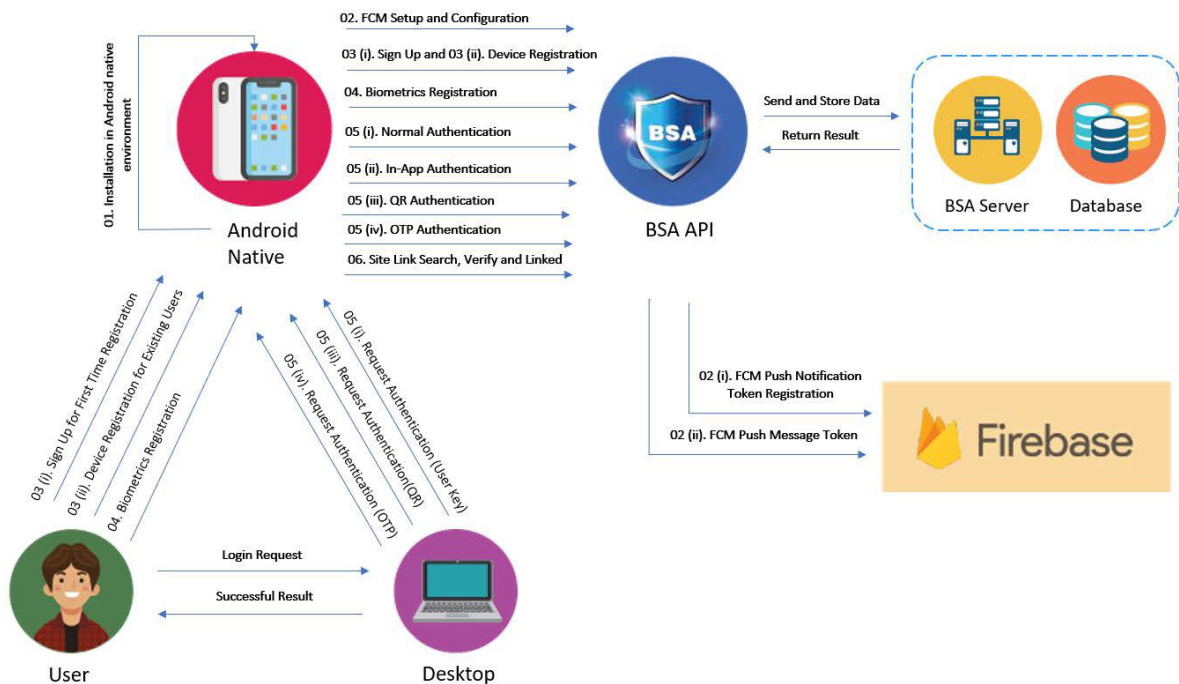 02. FCM Setup and Configuration
03 (i). Sign Up and 03 (ii). Device Registration
04. Biometrics Registration
05 (i). Normal Authentication
05 (ii). In-App Authentication
05 (iii). QR Authentication
05 (iv). OTP Authentication
06. Site Link Search, Verify and Linked
01. Installation in Android native
environment
Android
Native
BSA
BSA API
Send and Store Data
Return Result
BSA Server
Database
03 (i). Sign Up for First Time Registration
03 (ii). Device Registration for Existing Users
04. Biometrics Registration
05 (iv). Request Authentication (OTP)
05 (iii). Request Authentication(QR)
05 (i). Request Authentication (User Key)
02 (i). FCM Push Notification
Token Registration
02 (ii). FCM Push Message Token
Firebase
Login Request
Successful Result
User
Desktop